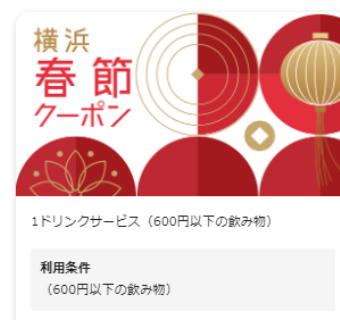 横浜
春節
クーポン
1ドリンクサービス（600円以下の飲み物）
利用条件
（600円以下の飲み物）